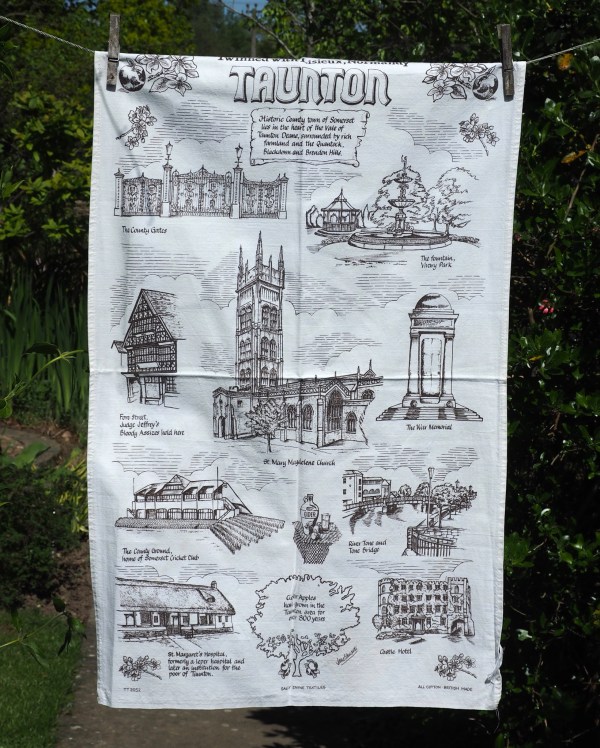 Twinned with Lisieux, Normandy
TAUNTON
Historic County town of Somerset
lies in the heart of the Vale of
Taunton Deane, surrounded by rich
farmland and the Quantock,
Blackdown and Brendon Hills.
The County Gates
The fountain,
Vivary Park
Fore Street,
Judge Jeffrey's
Bloody Assizes held here
The War Memorial
St. Mary Magdelene Church
CIDER
The County Ground,
home of Somerset Cricket Club
River Tone and
Tone Bridge
Cider Apples
has grown in the
Taunton area for
over 800 years
St. Margaret's Hospital,
formerly a leper hospital and
later an institution for the
poor of Taunton.
Castle Hotel
ALL COTTON BRITISH MADE